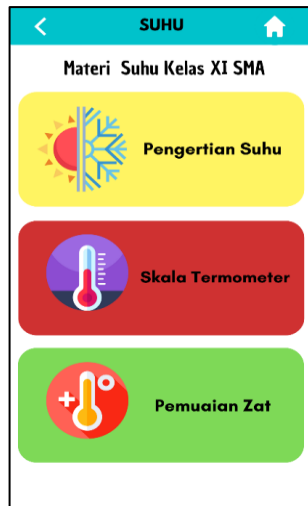 SUHU
Materi Suhu Kelas XI SMA
Pengertian Suhu
Skala Termometer
Pemuaian Zat